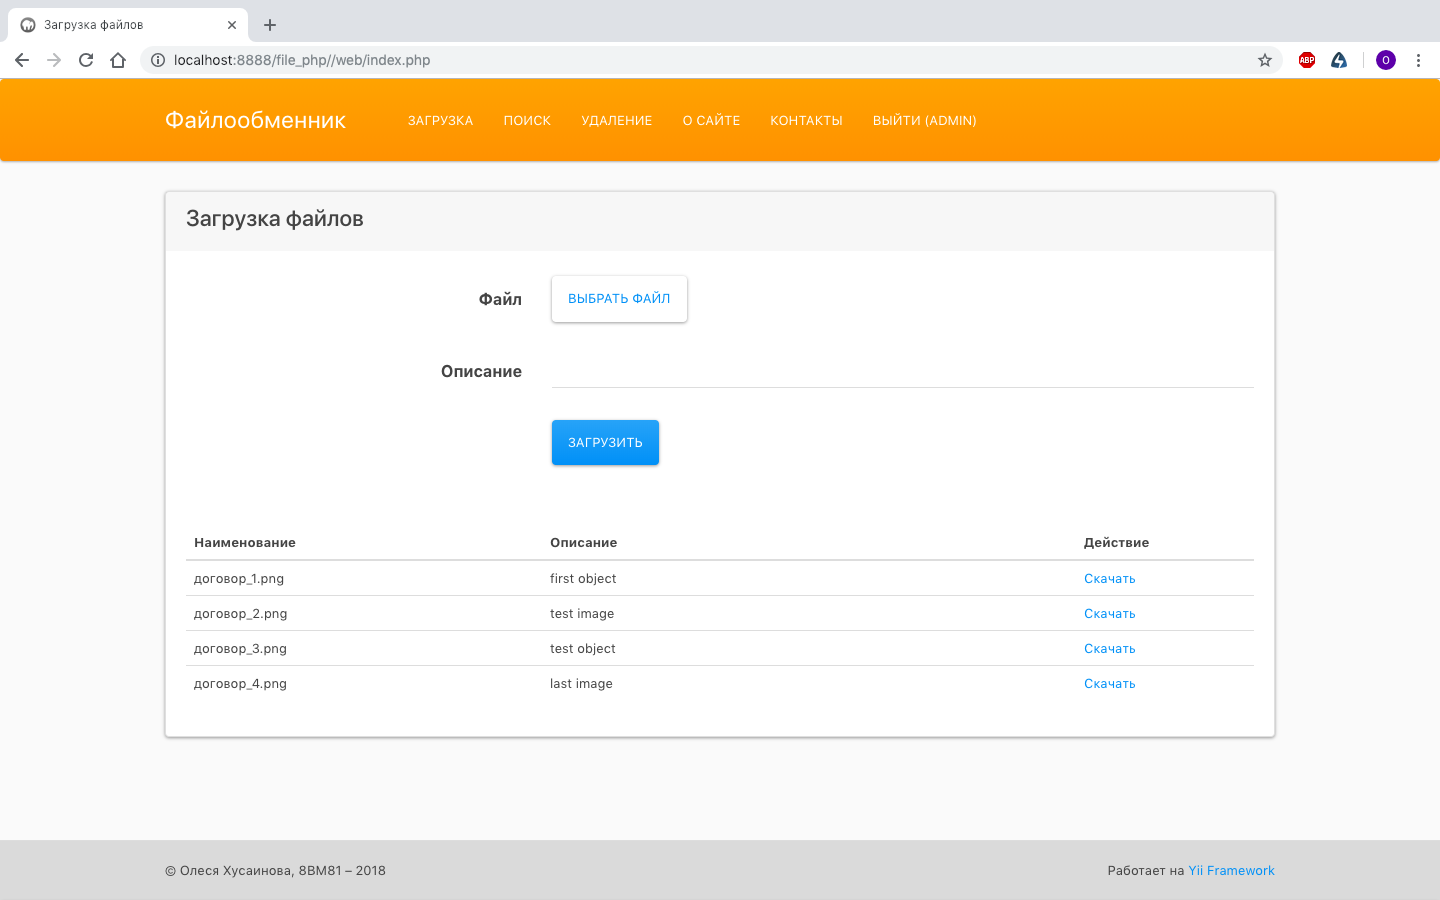 Загрузка файлов
localhost:8888/file_php//web/index.php
ABP
O
Файлообменник ЗАГРУЗКА ПОИСК УДАЛЕНИЕ О САЙТЕ КОНТАКТЫ ВЫЙТИ (ADMIN)
Загрузка файлов
Файл ВЫБРАТЬ ФАЙЛ
Описание
ЗАГРУЗИТЬ
Наименование Описание Действие
договор_1.png first object Скачать
договор_2.png test image Скачать
договор_3.png test object Скачать
договор_4.png last image Скачать
© Олеся Хусаинова, 8ВМ81 – 2018 Работает на Yii Framework